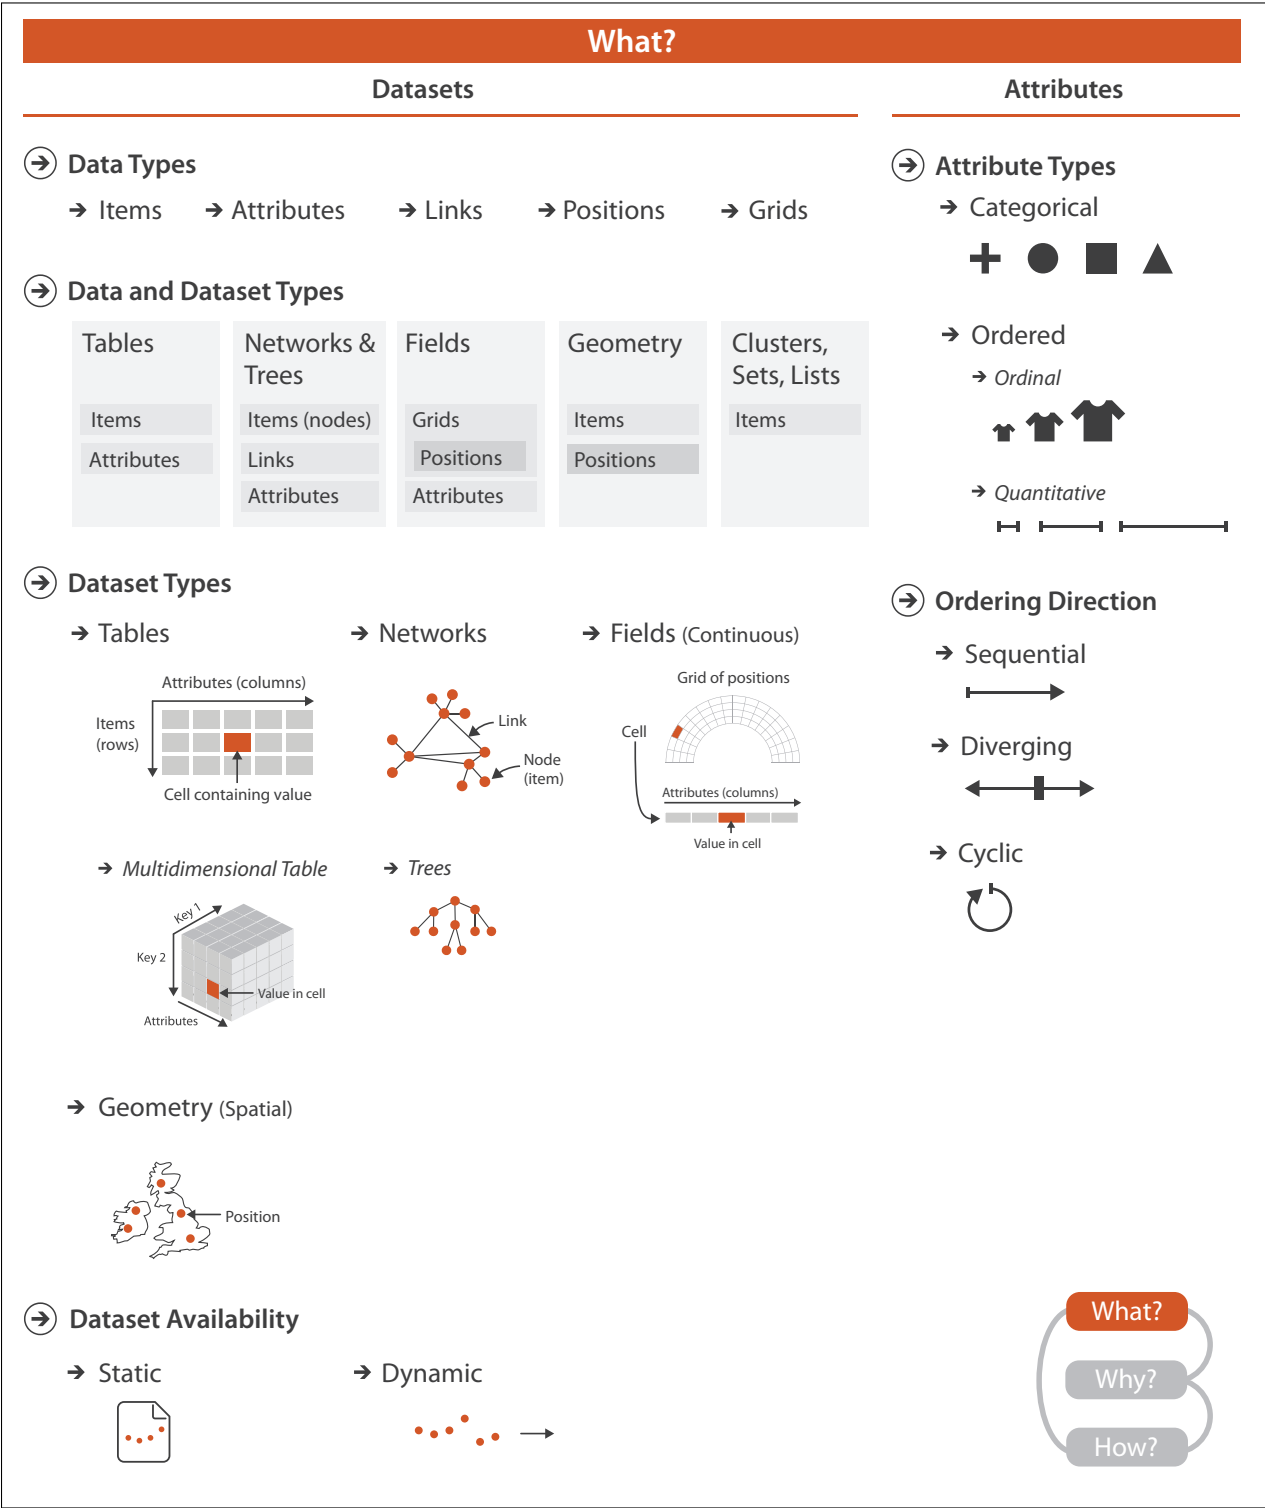 What?
Datasets
Attributes
Data Types
Items
Attributes
Links
Positions
Grids
Data and Dataset Types
Tables
Items
Attributes
Networks &
Trees
Items (nodes)
Links
Attributes
Fields
Grids
Positions
Attributes
Geometry
Items
Positions
Clusters,
Sets, Lists
Items
Dataset Types
Tables
Attributes (columns)
Items
(rows)
Cell containing value
Networks
Link
Node
(item)
Fields (Continuous)
Grid of positions
Cell
Attributes (columns)
Value in cell
Multidimensional Table
Key 1
Key 2
Value in cell
Attributes
Trees
Geometry (Spatial)
Position
Dataset Availability
Static
Dynamic
Attribute Types
Categorical
Ordered
Ordinal
Quantitative
Ordering Direction
Sequential
Diverging
Cyclic
What?
Why?
How?